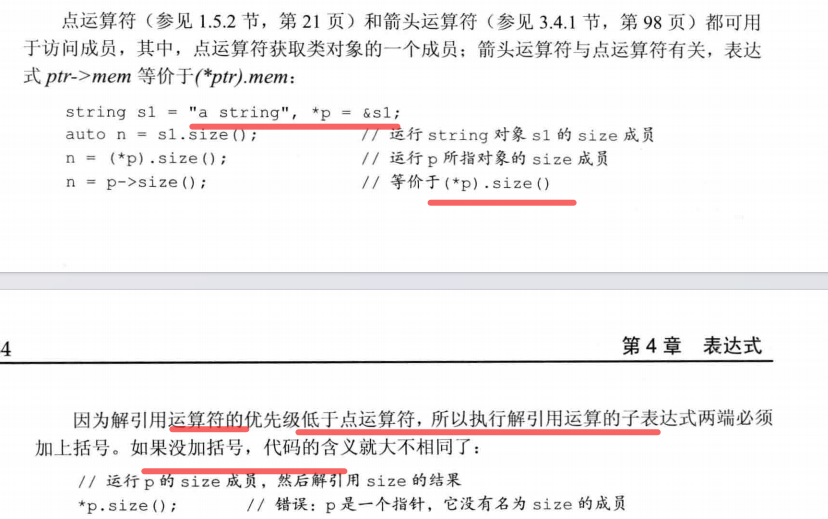 点运算符（参见 1.5.2 节，第 21 页）和箭头运算符（参见 3.4.1 节，第 98 页）都可用
于访问成员，其中，点运算符获取类对象的一个成员；箭头运算符与点运算符有关，表达
式 ptr->mem 等价于(*ptr).mem：
string s1 = "a string", *p = &s1;
auto n = s1.size(); // 运行 string 对象 s1 的 size 成员
n = (*p).size(); // 运行 p 所指对象的 size 成员
n = p->size(); // 等价于(*p).size()
4 第 4 章 表达式
因为解引用运算符的优先级低于点运算符，所以执行解引用运算的子表达式两端必须
加上括号。如果没加括号，代码的含义就大不相同了：
// 运行 p 的 size 成员，然后解引用 size 的结果
*p.size(); // 错误：p 是一个指针，它没有名为 size 的成员